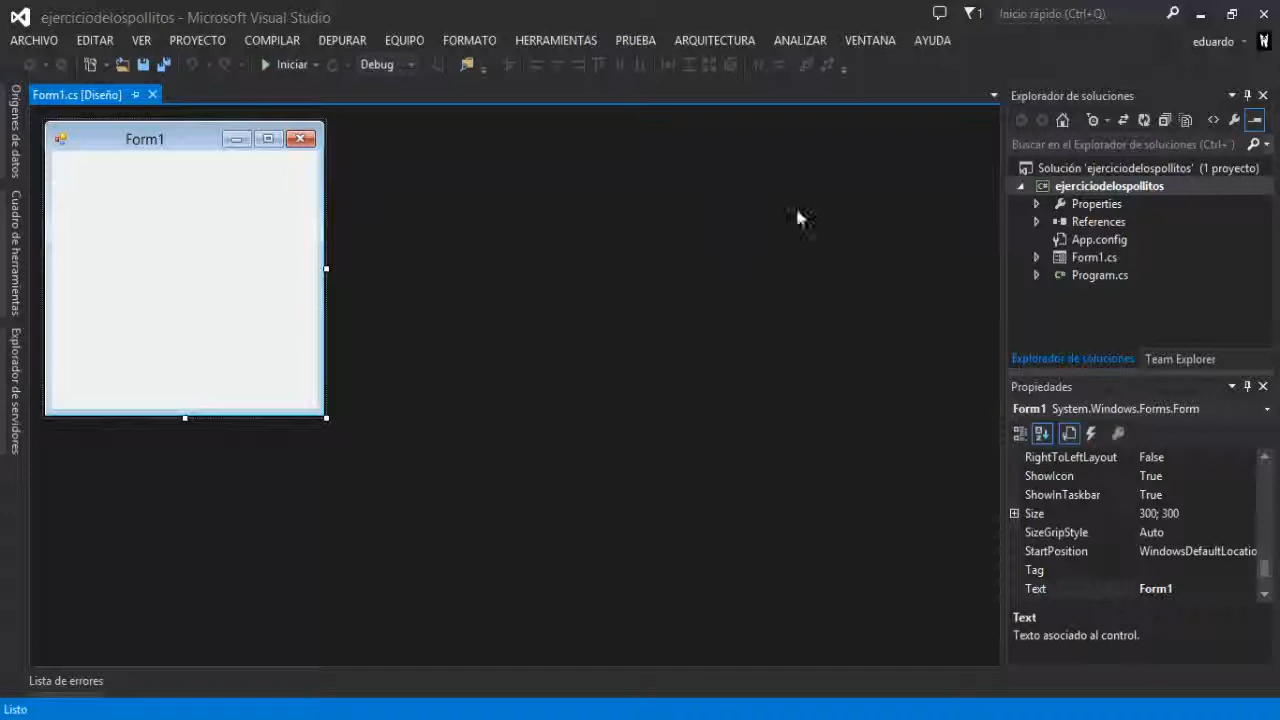 ejerciciodelospollitos - Microsoft Visual Studio
1
Inicio rápido (Ctrl+Q)
ARCHIVO EDITAR VER PROYECTO COMPILAR DEPURAR EQUIPO FORMATO HERRAMIENTAS PRUEBA ARQUITECTURA ANALIZAR VENTANA AYUDA
eduardo
Iniciar
Debug
Form1.cs [Diseño]
Orígenes de datos
Cuadro de herramientas
Explorador de servidores
Form1
Explorador de soluciones
Buscar en el Explorador de soluciones (Ctrl+ )
Solución 'ejerciciodelospollitos' (1 proyecto)
ejerciciodelospollitos
Properties
References
App.config
Form1.cs
Program.cs
Explorador de soluciones Team Explorer
Propiedades
Form1 System.Windows.Forms.Form
RightToLeftLayout False
ShowIcon True
ShowInTaskbar True
Size 300; 300
SizeGripStyle Auto
StartPosition WindowsDefaultLocatio
Tag
Text Form1
Text
Texto asociado al control.
Lista de errores
Listo